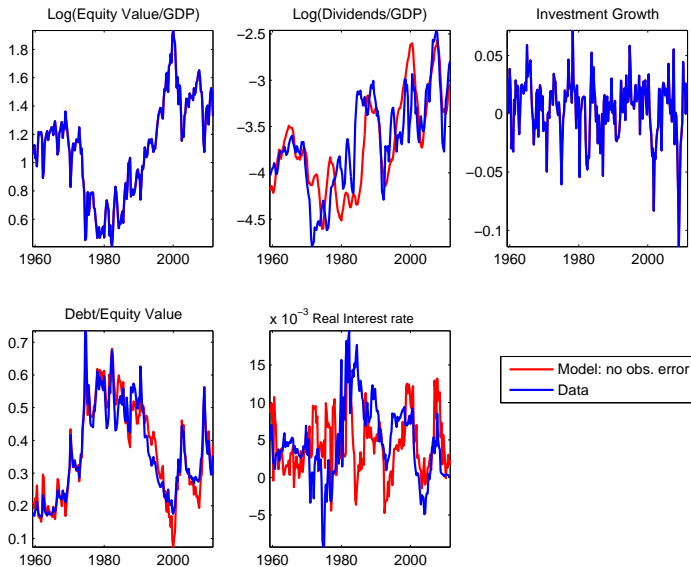 Log(Equity Value/GDP)
1.8
1.6
1.4
1.2
1
0.8
0.6
1960 1980 2000
Log(Dividends/GDP)
−2.5
−3
−3.5
−4
−4.5
1960 1980 2000
Investment Growth
0.05
0
−0.05
−0.1
1960 1980 2000
Debt/Equity Value
0.7
0.6
0.5
0.4
0.3
0.2
0.1
1960 1980 2000
x 10⁻³ Real Interest rate
15
10
5
0
−5
1960 1980 2000
Model: no obs. error
Data